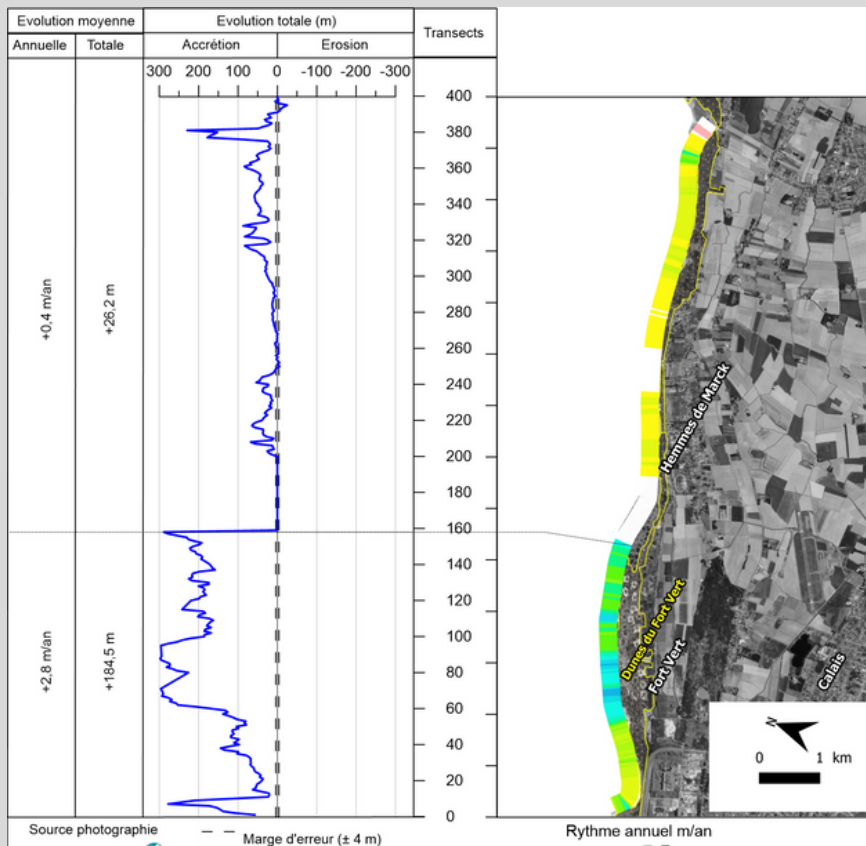 Evolution moyenne
Evolution totale (m)
Transects
Annuelle
Totale
Accrétion
Erosion
300 200 100 0 -100 -200 -300
400
380
360
340
320
300
280
260
240
220
200
180
160
140
120
100
80
60
40
20
0
+0,4 m/an
+26,2 m
+2,8 m/an
+184,5 m
Hemmes de Marck
Dunes du Fort Vert
Fort Vert
Calais
N
0 1 km
Source photographie
Marge d'erreur (± 4 m)
Rythme annuel m/an